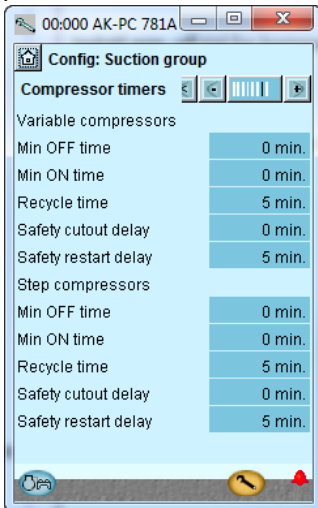 00:000 AK-PC 781A
Config: Suction group
Compressor timers
Variable compressors
Min OFF time 0 min.
Min ON time 0 min.
Recycle time 5 min.
Safety cutout delay 0 min.
Safety restart delay 5 min.
Step compressors
Min OFF time 0 min.
Min ON time 0 min.
Recycle time 5 min.
Safety cutout delay 0 min.
Safety restart delay 5 min.